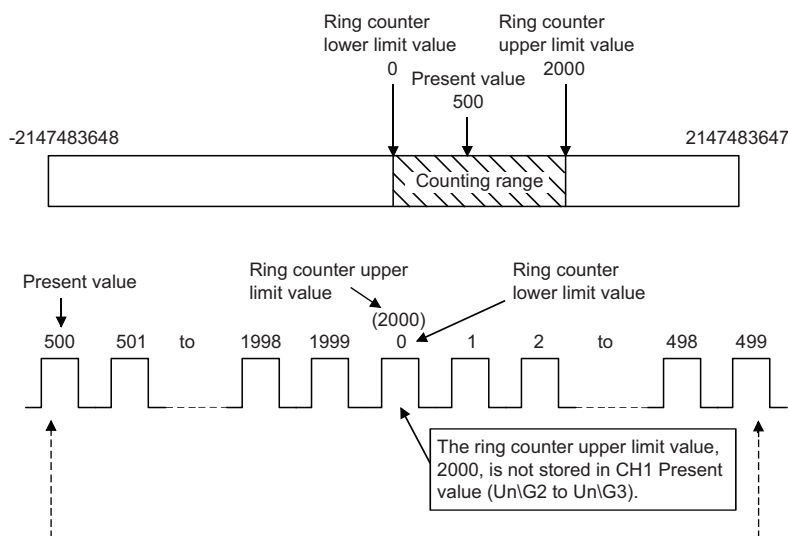 Ring counter
lower limit value
0
Ring counter
upper limit value
2000
Present value
500
-2147483648
2147483647
Counting range
Present value
Ring counter upper
limit value
Ring counter
lower limit value
(2000)
500 501 to 1998 1999 0 1 2 to 498 499
The ring counter upper limit value,
2000, is not stored in CH1 Present
value (Un\G2 to Un\G3).